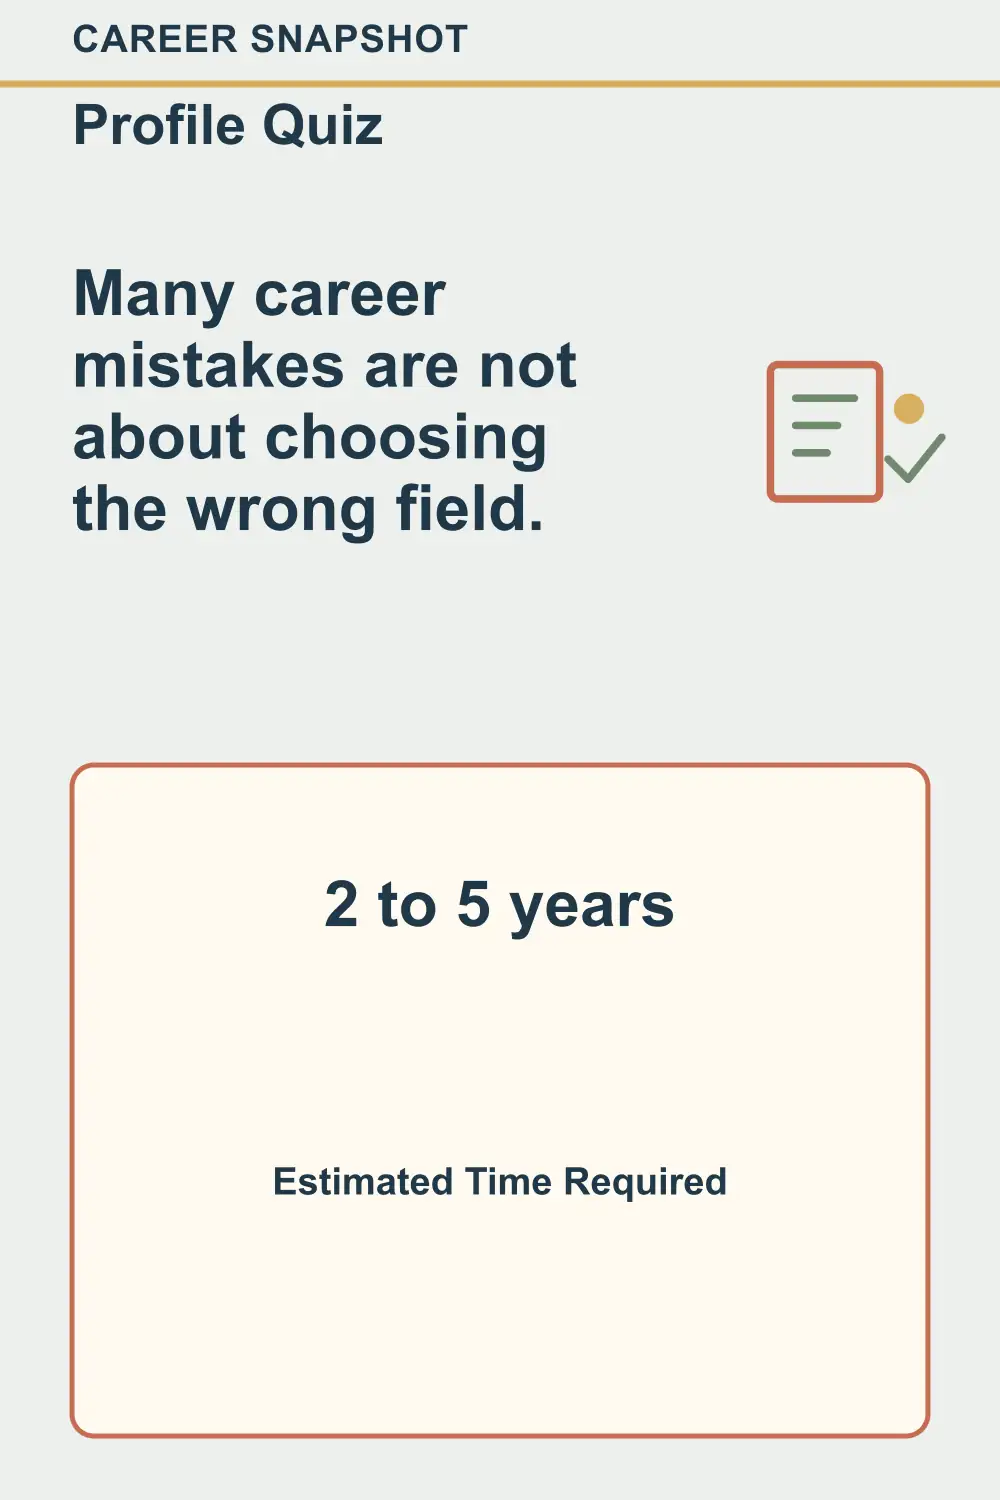 CAREER SNAPSHOT
Profile Quiz
Many career
mistakes are not
about choosing
the wrong field.
2 to 5 years
Estimated Time Required